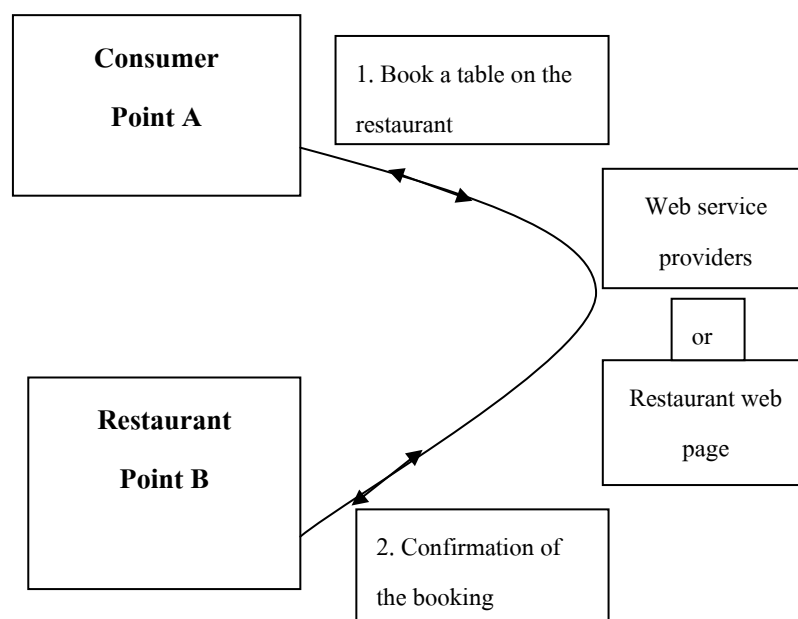 Consumer
Point A
1. Book a table on the
restaurant
Web service
providers
or
Restaurant web
page
Restaurant
Point B
2. Confirmation of
the booking